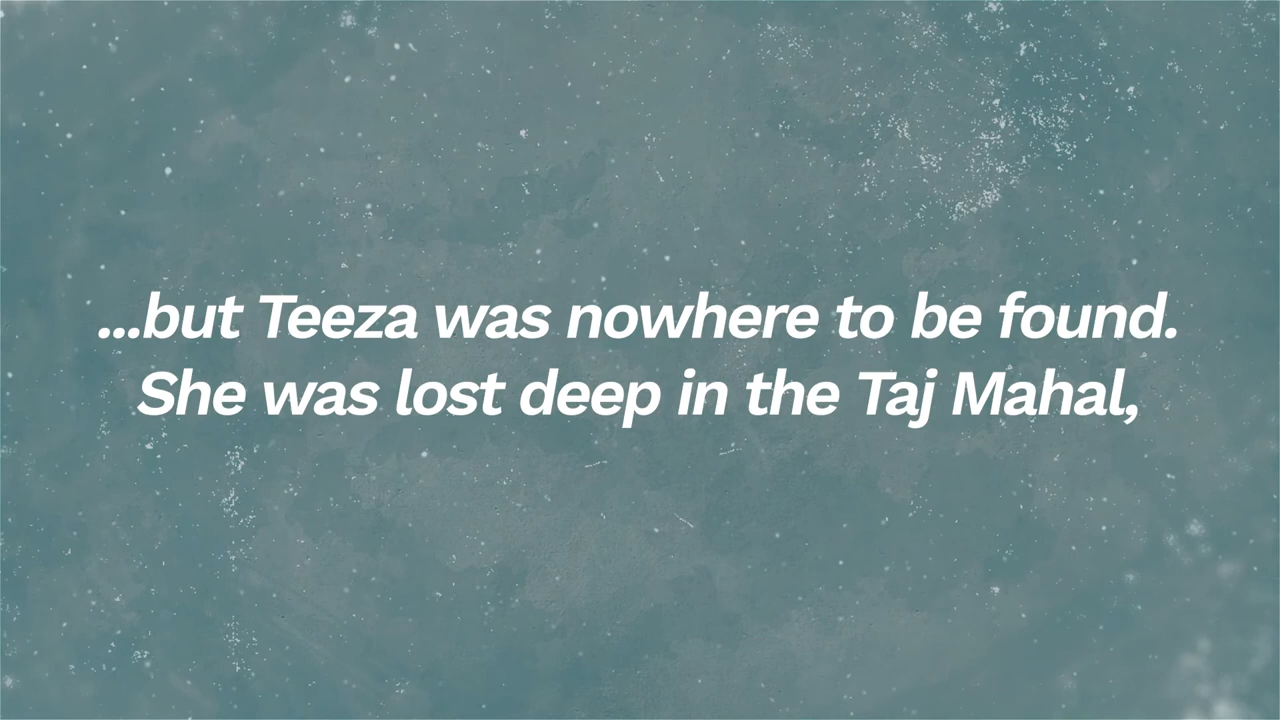 ...but Teeza was nowhere to be found.
She was lost deep in the Taj Mahal,